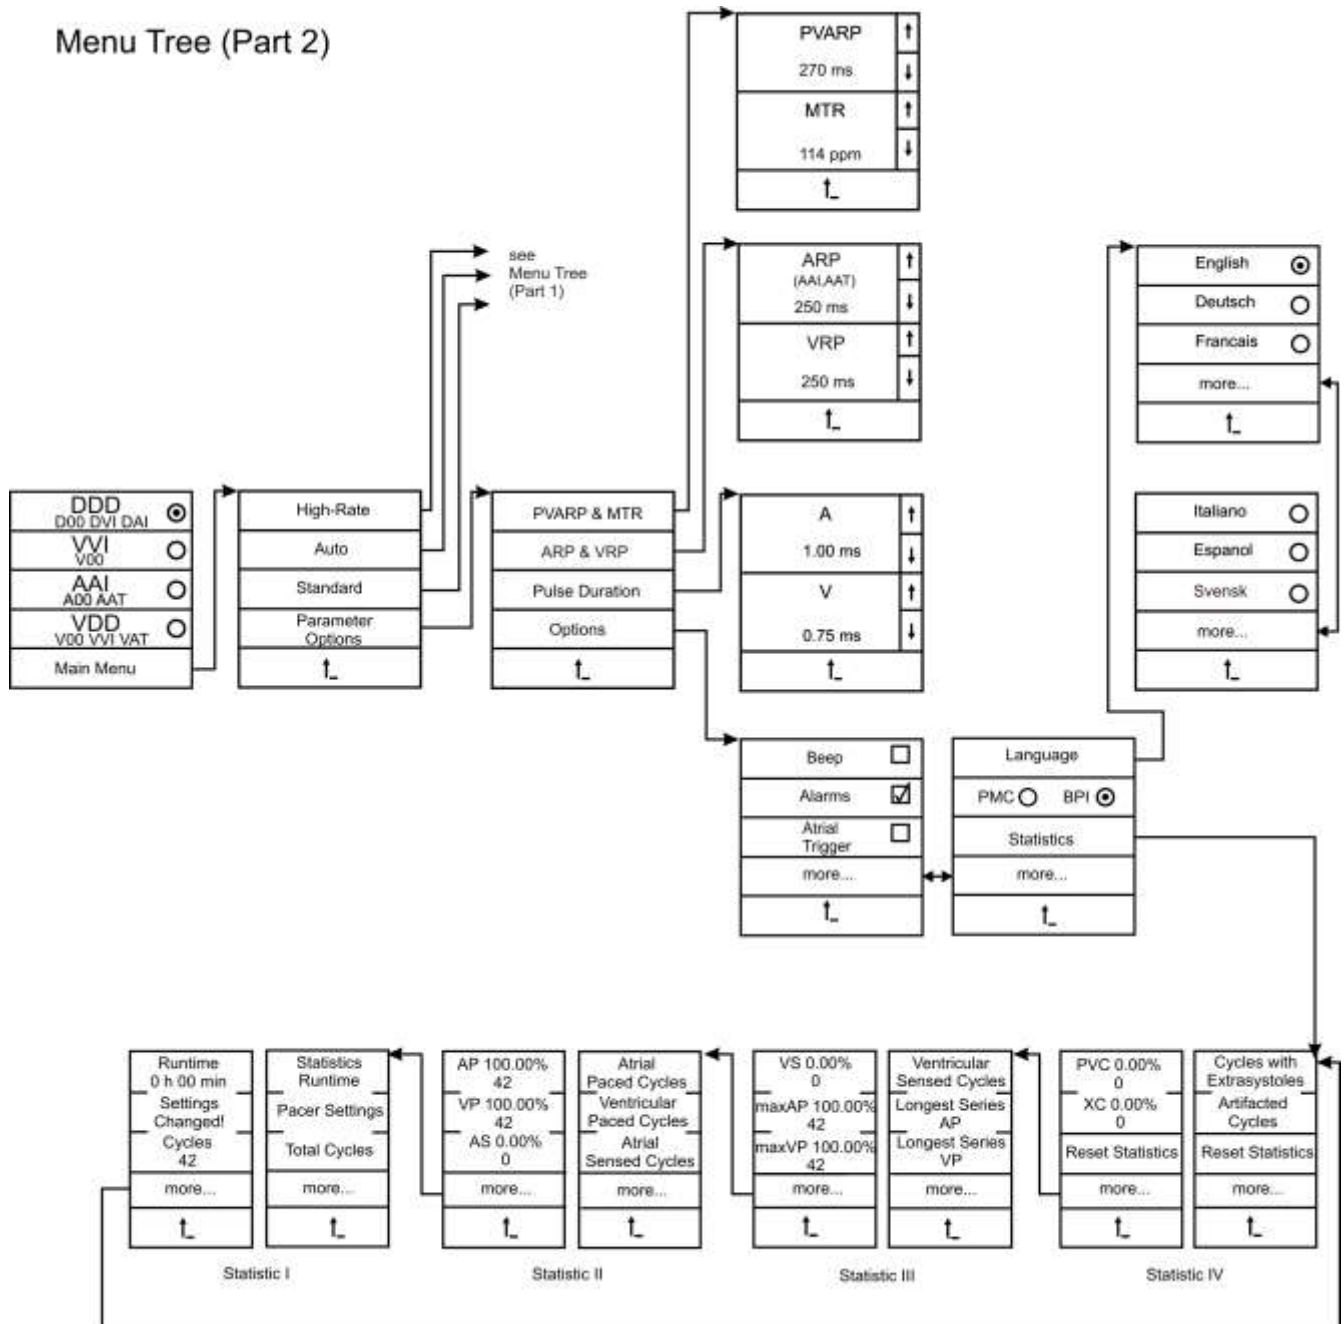 Menu Tree (Part 2)
PVARP
270 ms
MTR
114 ppm
see
Menu Tree
(Part 1)
ARP
(AAI,AAT)
250 ms
VRP
250 ms
English
Deutsch
Francais
more...
Italiano
Espanol
Svensk
more...
DDD
D00 DVI DAI
VVI
V00
AAI
A00 AAT
VDD
V00 VVI VAT
Main Menu
High-Rate
Auto
Standard
Parameter
Options
PVARP & MTR
ARP & VRP
Pulse Duration
Options
A
1.00 ms
V
0.75 ms
Beep
Alarms
Atrial
Trigger
more...
Language
PMC BPI
Statistics
more...
Runtime
0 h 00 min
Settings
Changed!
Cycles
42
more...
Statistics
Runtime
Pacer Settings
Total Cycles
more...
Statistic I
AP 100.00%
42
VP 100.00%
42
AS 0.00%
0
more...
Atrial
Paced Cycles
Ventricular
Paced Cycles
Atrial
Sensed Cycles
more...
Statistic II
VS 0.00%
0
maxAP 100.00%
42
maxVP 100.00%
42
more...
Ventricular
Sensed Cycles
Longest Series
AP
Longest Series
VP
more...
Statistic III
PVC 0.00%
0
XC 0.00%
0
Reset Statistics
more...
Cycles with
Extrasystoles
Artifacted
Cycles
Reset Statistics
more...
Statistic IV